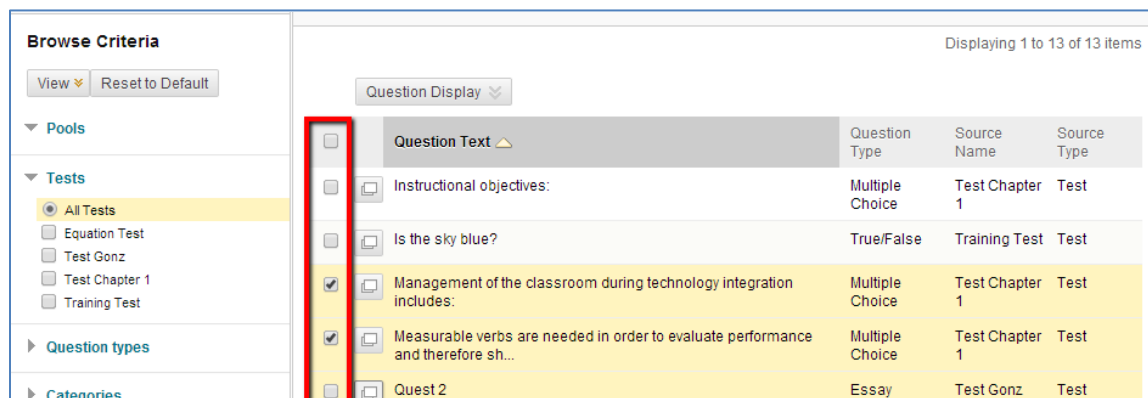 Browse Criteria
View
Reset to Default
Pools
Tests
All Tests
Equation Test
Test Gonz
Test Chapter 1
Training Test
Question types
Categories
Displaying 1 to 13 of 13 items
Question Display
Question Text
Question
Type
Source
Name
Source
Type
Instructional objectives:
Multiple
Choice
Test Chapter
1
Test
Is the sky blue?
True/False
Training Test
Test
Management of the classroom during technology integration
includes:
Multiple
Choice
Test Chapter
1
Test
Measurable verbs are needed in order to evaluate performance
and therefore sh...
Multiple
Choice
Test Chapter
1
Test
Quest 2
Essay
Test Gonz
Test